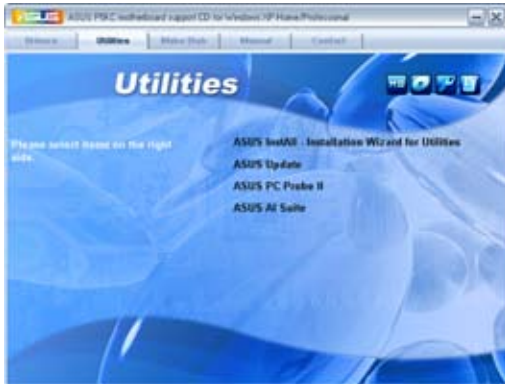 ASUS ASUS P5KC motherboard support CD for Windows XP Home/Professional
Drivers Utilities Make Disk Manual Contact
Utilities
Please select items on the right
side.
ASUS InstAll - Installation Wizard for Utilities
ASUS Update
ASUS PC Probe II
ASUS AI Suite